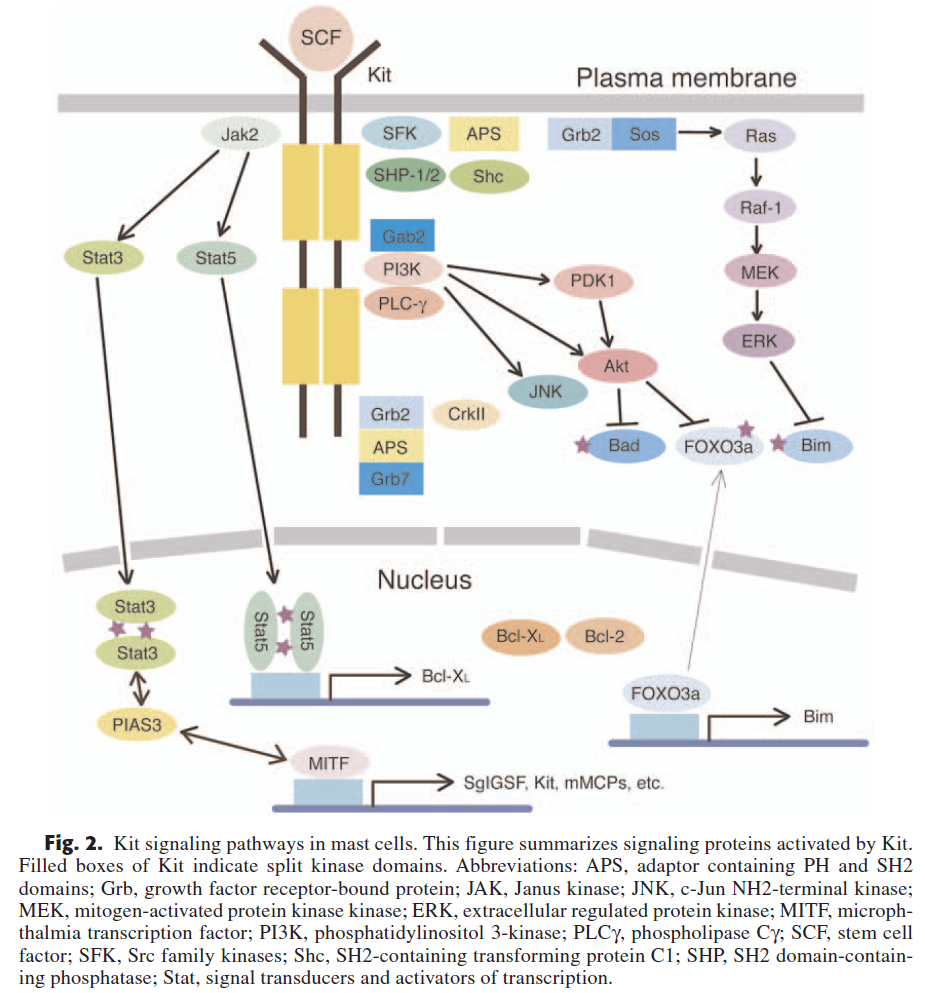 SCF
Kit
Plasma membrane
Jak2
SFK
APS
Grb2
Sos
Ras
SHP-1/2
Shc
Raf-1
Gab2
Stat3
Stat5
PI3K
PDK1
MEK
PLC-γ
ERK
Akt
JNK
Grb2
CrkII
APS
Bad
FOXO3a
Bim
Grb7
Nucleus
Stat3
Stat5
Stat5
Bcl-XL
Bcl-2
Stat3
Bcl-XL
FOXO3a
PIAS3
Bim
MITF
SgIGSF, Kit, mMCPs, etc.
Fig. 2. Kit signaling pathways in mast cells. This figure summarizes signaling proteins activated by Kit.
Filled boxes of Kit indicate split kinase domains. Abbreviations: APS, adaptor containing PH and SH2
domains; Grb, growth factor receptor-bound protein; JAK, Janus kinase; JNK, c-Jun NH2-terminal kinase;
MEK, mitogen-activated protein kinase kinase; ERK, extracellular regulated protein kinase; MITF, microph-
thalmia transcription factor; PI3K, phosphatidylinositol 3-kinase; PLCγ, phospholipase Cγ; SCF, stem cell
factor; SFK, Src family kinases; Shc, SH2-containing transforming protein C1; SHP, SH2 domain-contain-
ing phosphatase; Stat, signal transducers and activators of transcription.